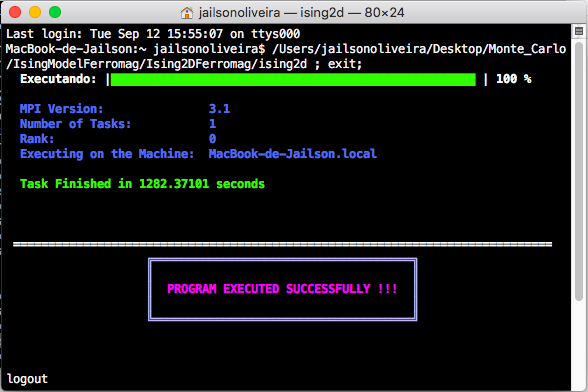 jailsonoliveira — ising2d — 80×24
Last login: Tue Sep 12 15:55:07 on ttys000
MacBook-de-Jailson:~ jailsonoliveira$ /Users/jailsonoliveira/Desktop/Monte_Carlo
/IsingModelFerromag/Ising2DFerromag/ising2d ; exit;
Executando: | | 100 %
MPI Version: 3.1
Number of Tasks: 1
Rank: 0
Executing on the Machine: MacBook-de-Jailson.local
Task Finished in 1282.37101 seconds
PROGRAM EXECUTED SUCCESSFULLY !!!
logout